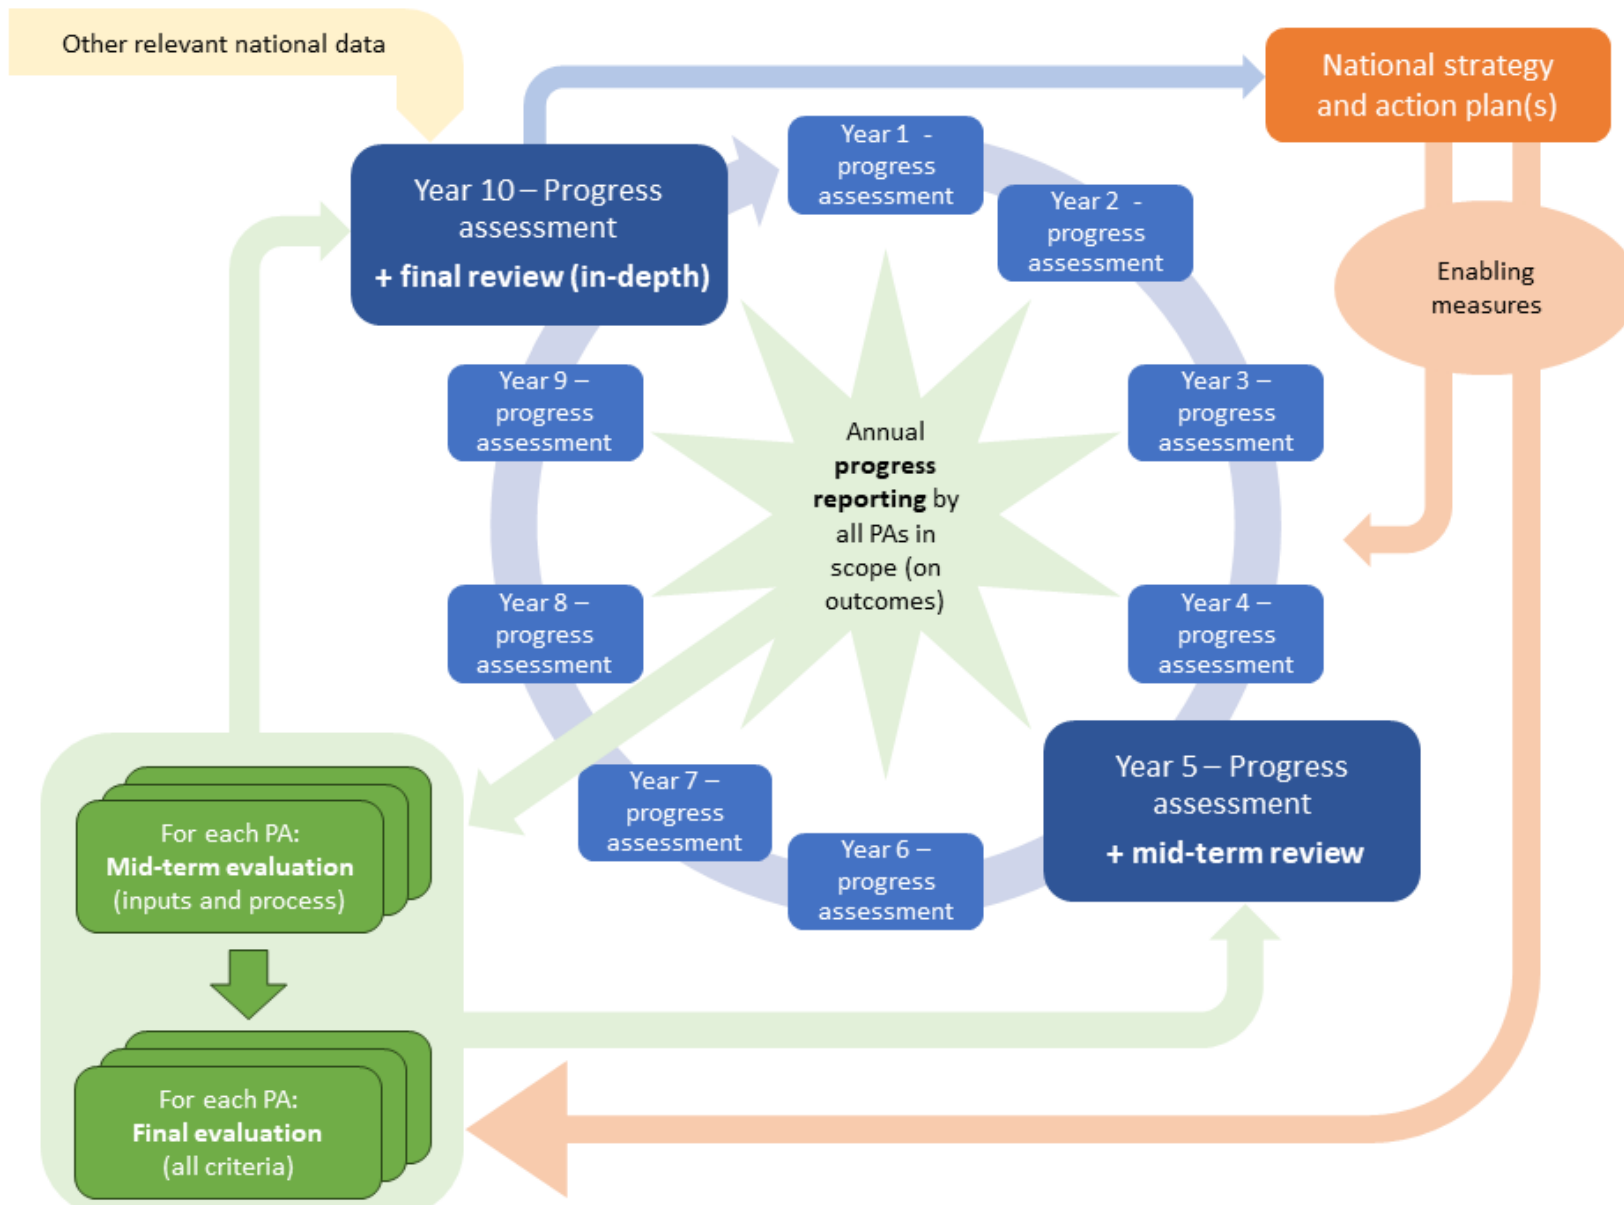 Other relevant national data
National strategy
and action plan(s)
Year 10 – Progress
assessment
+ final review (in-depth)
Year 1 -
progress
assessment
Year 2 -
progress
assessment
Enabling
measures
Year 3 –
progress
assessment
Year 4 –
progress
assessment
Year 5 – Progress
assessment
+ mid-term review
Year 6 –
progress
assessment
Year 7 –
progress
assessment
Year 8 –
progress
assessment
Year 9 –
progress
assessment
Annual
progress
reporting by
all PAs in
scope (on
outcomes)
For each PA:
Mid-term evaluation
(inputs and process)
For each PA:
Final evaluation
(all criteria)